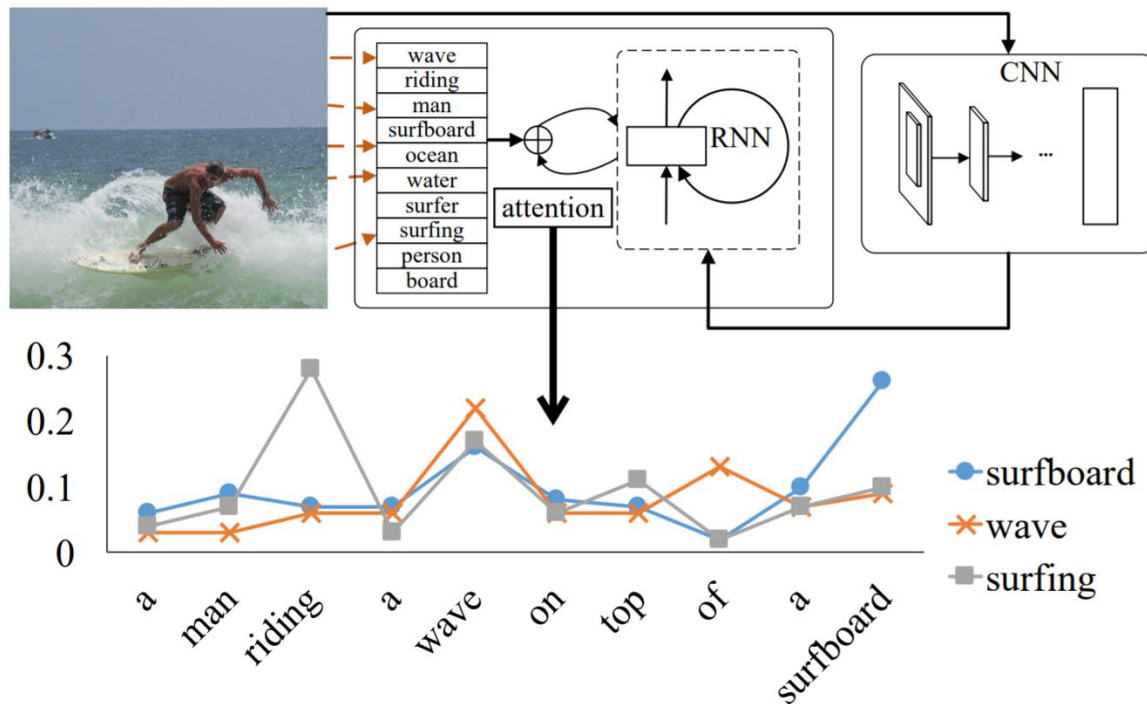 wave
riding
man
surfboard
ocean
water
surfer
surfing
person
board
attention
RNN
CNN
...
0.3
0.2
0.1
0
a
man
riding
a
wave
on
top
of
a
surfboard
surfboard
wave
surfing